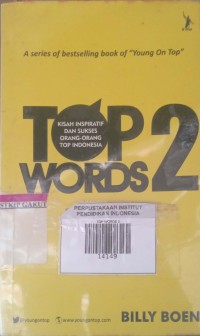 A series of bestselling book of "Young On Top"
TOP 2
KISAH INSPIRATIF
DAN SUKSES
ORANG-ORANG
TOP INDONESIA
WORDS
PERPUSTAKAAN INSTITUT
PENDIDIKAN INDONESIA
14149
BILLY BOEN